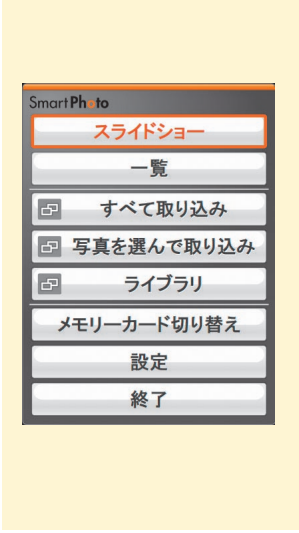 SmartPhoto
スライドショー
一覧
すべて取り込み
写真を選んで取り込み
ライブラリ
メモリーカード切り替え
設定
終了